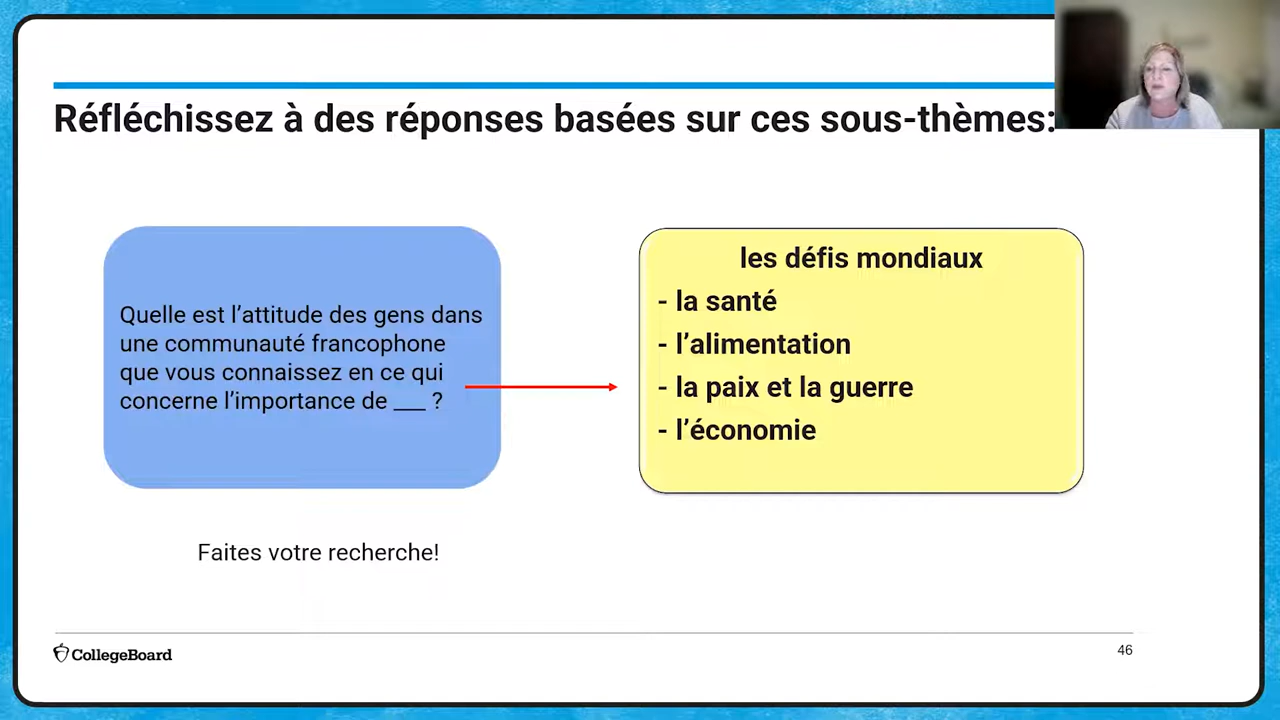 Réfléchissez à des réponses basées sur ces sous-thèmes:
Quelle est l’attitude des gens dans
une communauté francophone
que vous connaissez en ce qui
concerne l’importance de ___ ?
les défis mondiaux
- la santé
- l’alimentation
- la paix et la guerre
- l’économie
Faites votre recherche!
CollegeBoard
46